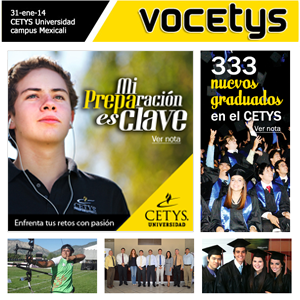 31-ene-14
CETYS Universidad
campus Mexicali
vocetys
Mi
Preparación
es clave
Ver nota
CETYS
UNIVERSIDAD
Enfrenta tus retos con pasión
333
nuevos
graduados
en el CETYS
Ver nota